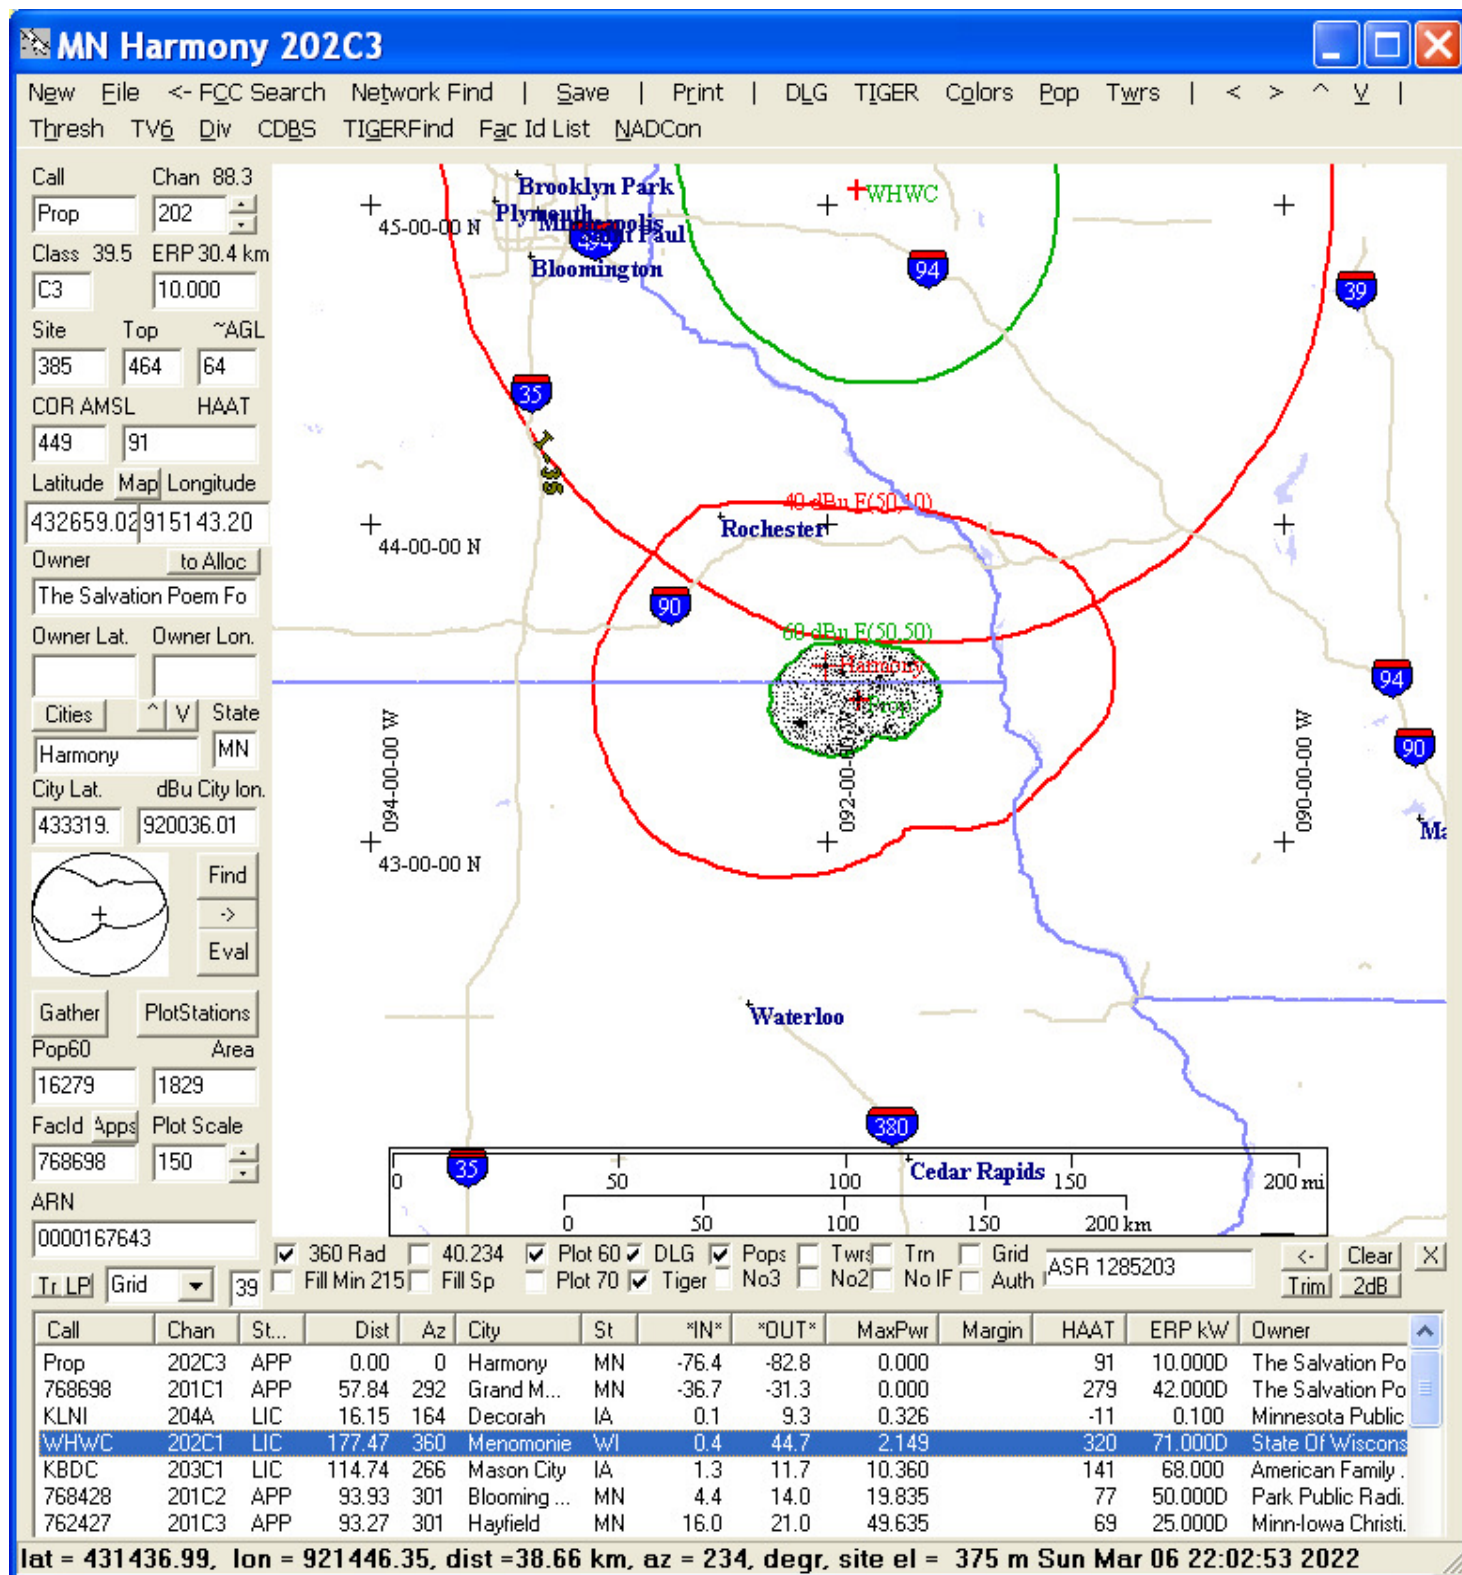 MN Harmony 202C3
New File <- FCC Search Network Find | Save | Print | DLG TIGER Colors Pop Twrs | < > ^ V |
Thresh TV6 Div CDBS TIGERFind Fac Id List NADCon
Call Chan 88.3
Prop 202
Class 39.5 ERP 30.4 km
C3 10.000
Site Top ~AGL
385 464 64
COR AMSL HAAT
449 91
Latitude Map Longitude
432659.02 915143.20
Owner to Alloc
The Salvation Poem Fo
Owner Lat. Owner Lon.
Cities ^ V State
Harmony MN
City Lat. dBu City lon.
433319. 920036.01
Find
->
Eval
Gather PlotStations
Pop60 Area
16279 1829
FacId Apps Plot Scale
768698 150
ARN
0000167643
Tr LP Grid 39
Brooklyn Park
Plymouth
Minneapolis
Paul
494
Bloomington
45-00-00 N
WHWC
94
39
35
I-35
40 dBu F(50,10)
Rochester
44-00-00 N
90
60 dBu F(50,50)
Harmony
Prop
94
90
094-00-00 W
092-00-00 W
090-00-00 W
43-00-00 N
Ma
Waterloo
380
35
Cedar Rapids
0 50 100 150 200 mi
0 50 100 150 200 km
360 Rad 40.234 Plot 60 DLG Pops Twrs Trn Grid ASR 1285203 <- Clear X
Fill Min 215 Fill Sp Plot 70 Tiger No3 No2 No IF Auth Trim 2dB
Call Chan St... Dist Az City St *IN* *OUT* MaxPwr Margin HAAT ERP kW Owner
Prop 202C3 APP 0.00 0 Harmony MN -76.4 -82.8 0.000 91 10.000D The Salvation Po
768698 201C1 APP 57.84 292 Grand M... MN -36.7 -31.3 0.000 279 42.000D The Salvation Po
KLNI 204A LIC 16.15 164 Decorah IA 0.1 9.3 0.326 -11 0.100 Minnesota Public
WHWC 202C1 LIC 177.47 360 Menomonie WI 0.4 44.7 2.149 320 71.000D State Of Wiscons
KBDC 203C1 LIC 114.74 266 Mason City IA 1.3 11.7 10.360 141 68.000 American Family .
768428 201C2 APP 93.93 301 Blooming ... MN 4.4 14.0 19.835 77 50.000D Park Public Radi.
762427 201C3 APP 93.27 301 Hayfield MN 16.0 21.0 49.635 69 25.000D Minn-Iowa Christi.
lat = 431436.99, lon = 921446.35, dist =38.66 km, az = 234, degr, site el = 375 m Sun Mar 06 22:02:53 2022